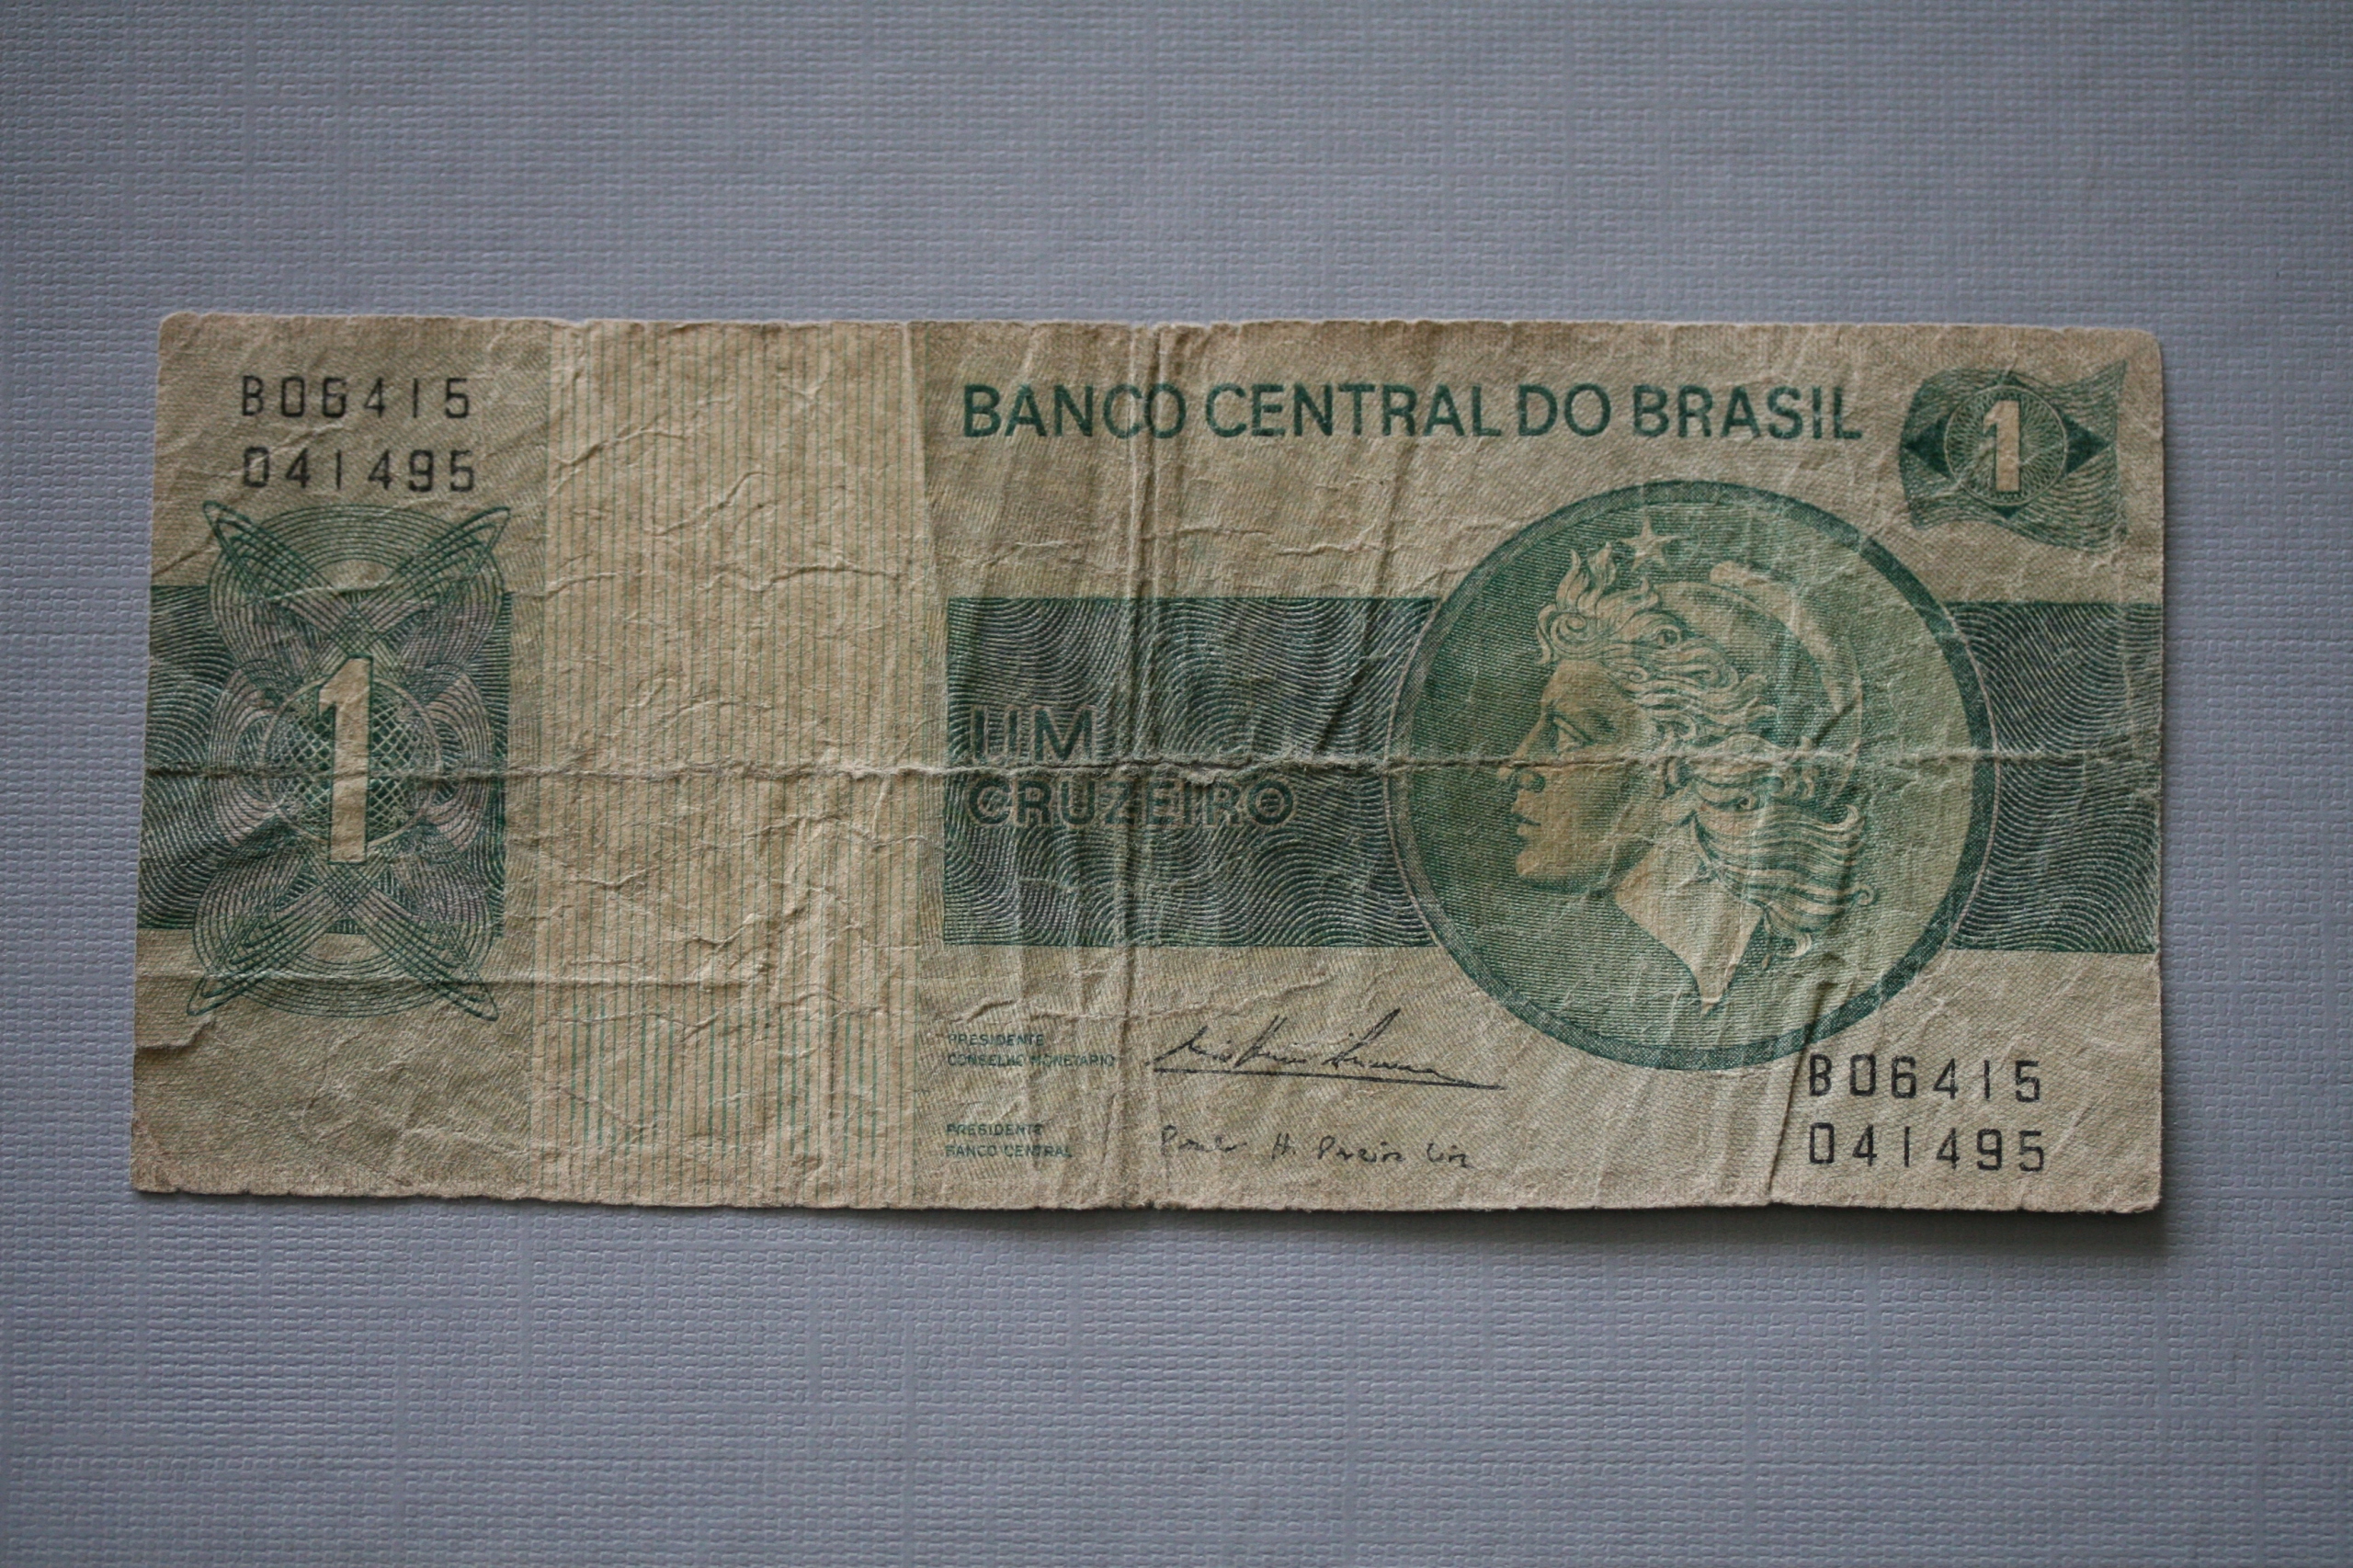 B06415
041495
BANCO CENTRAL DO BRASIL
1
1
UM
CRUZEIRO
PRESIDENTE
CONSELHO MONETARIO
PRESIDENTE
BANCO CENTRAL
B06415
041495